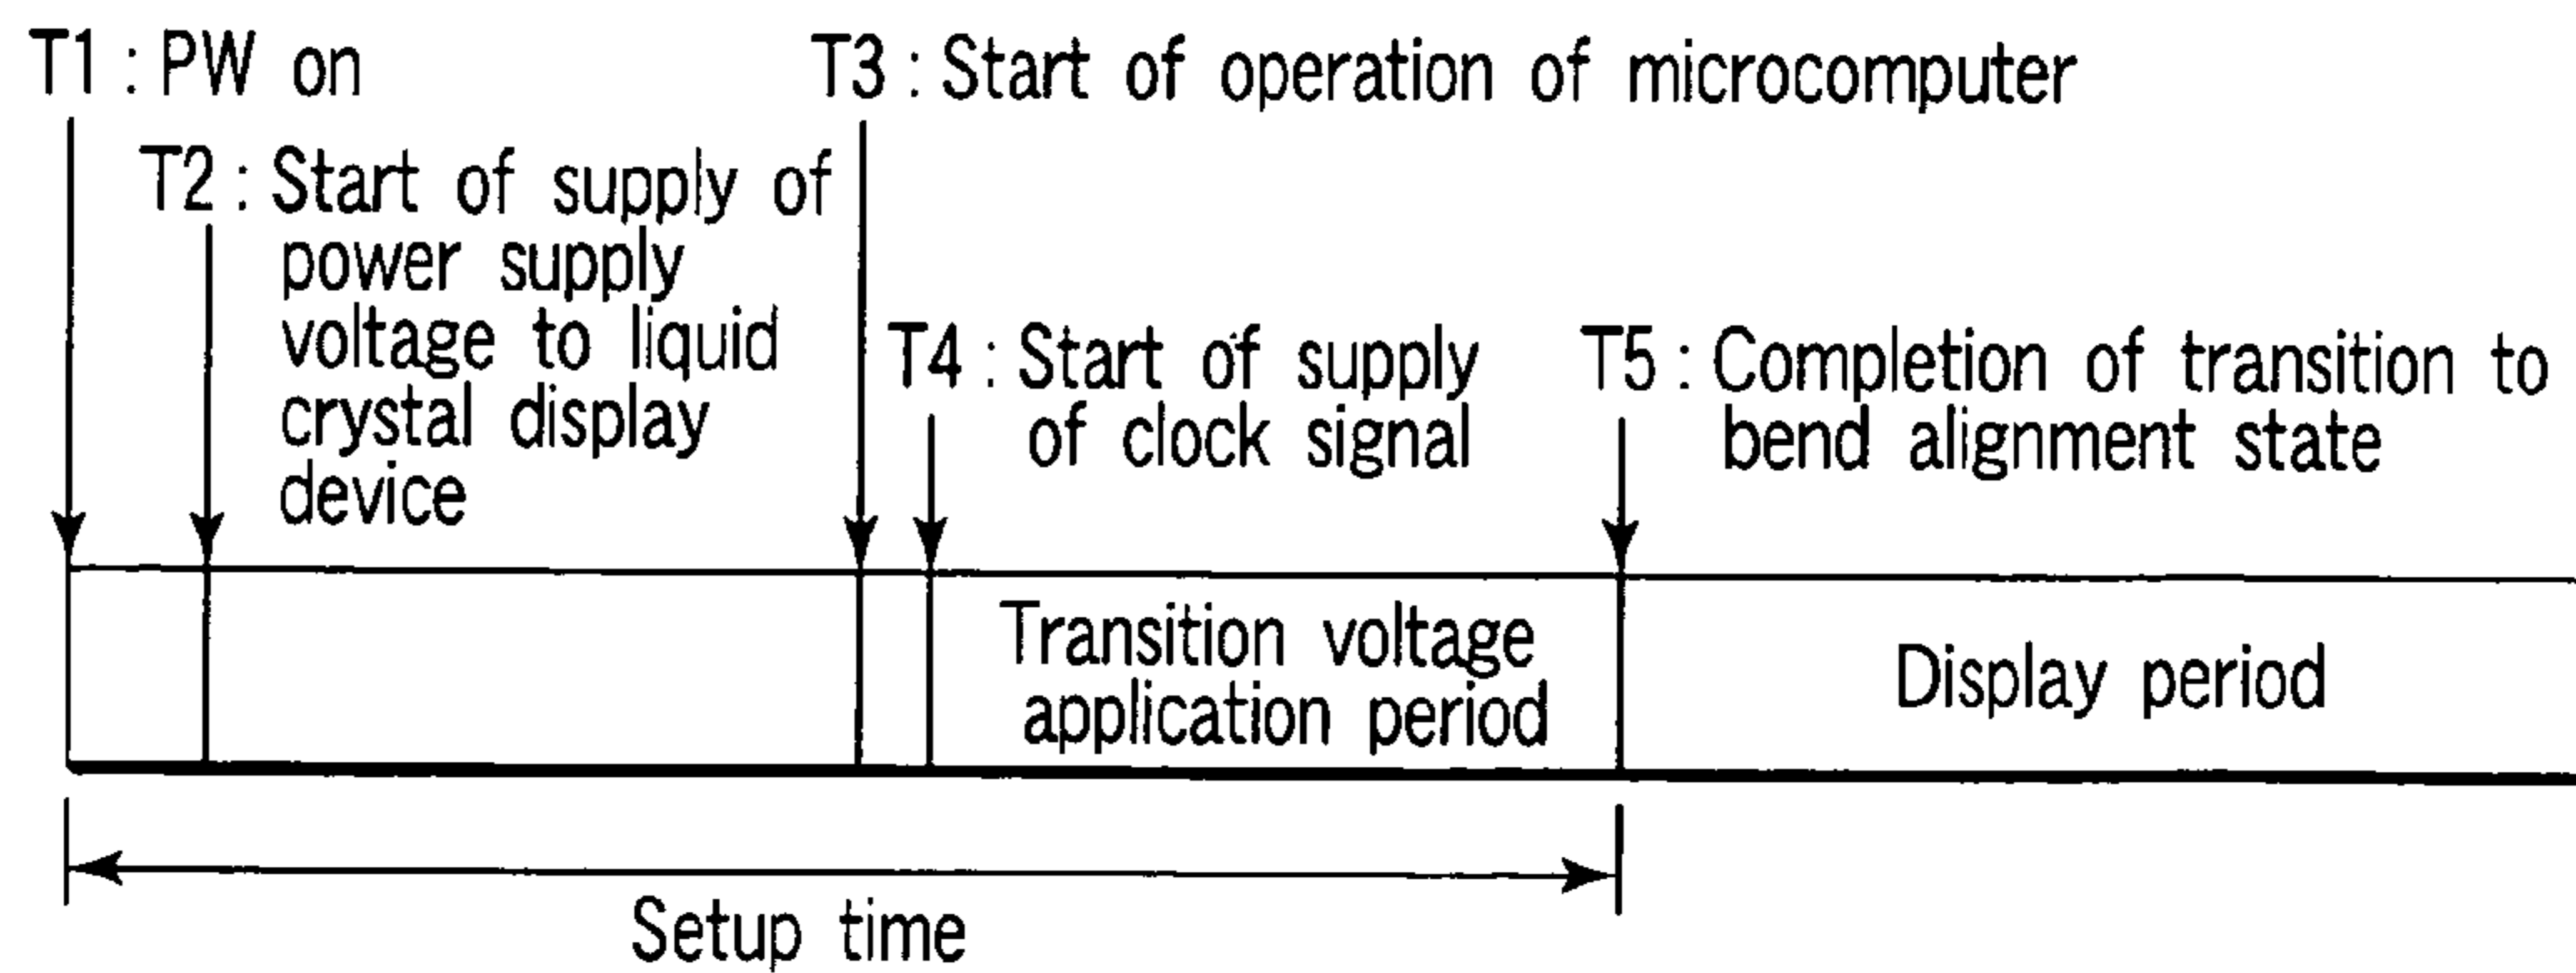 T1 : PW on
T3 : Start of operation of microcomputer
T2 : Start of supply of
power supply
voltage to liquid
crystal display
device
T4 : Start of supply
of clock signal
T5 : Completion of transition to
bend alignment state
Transition voltage
application period
Display period
Setup time